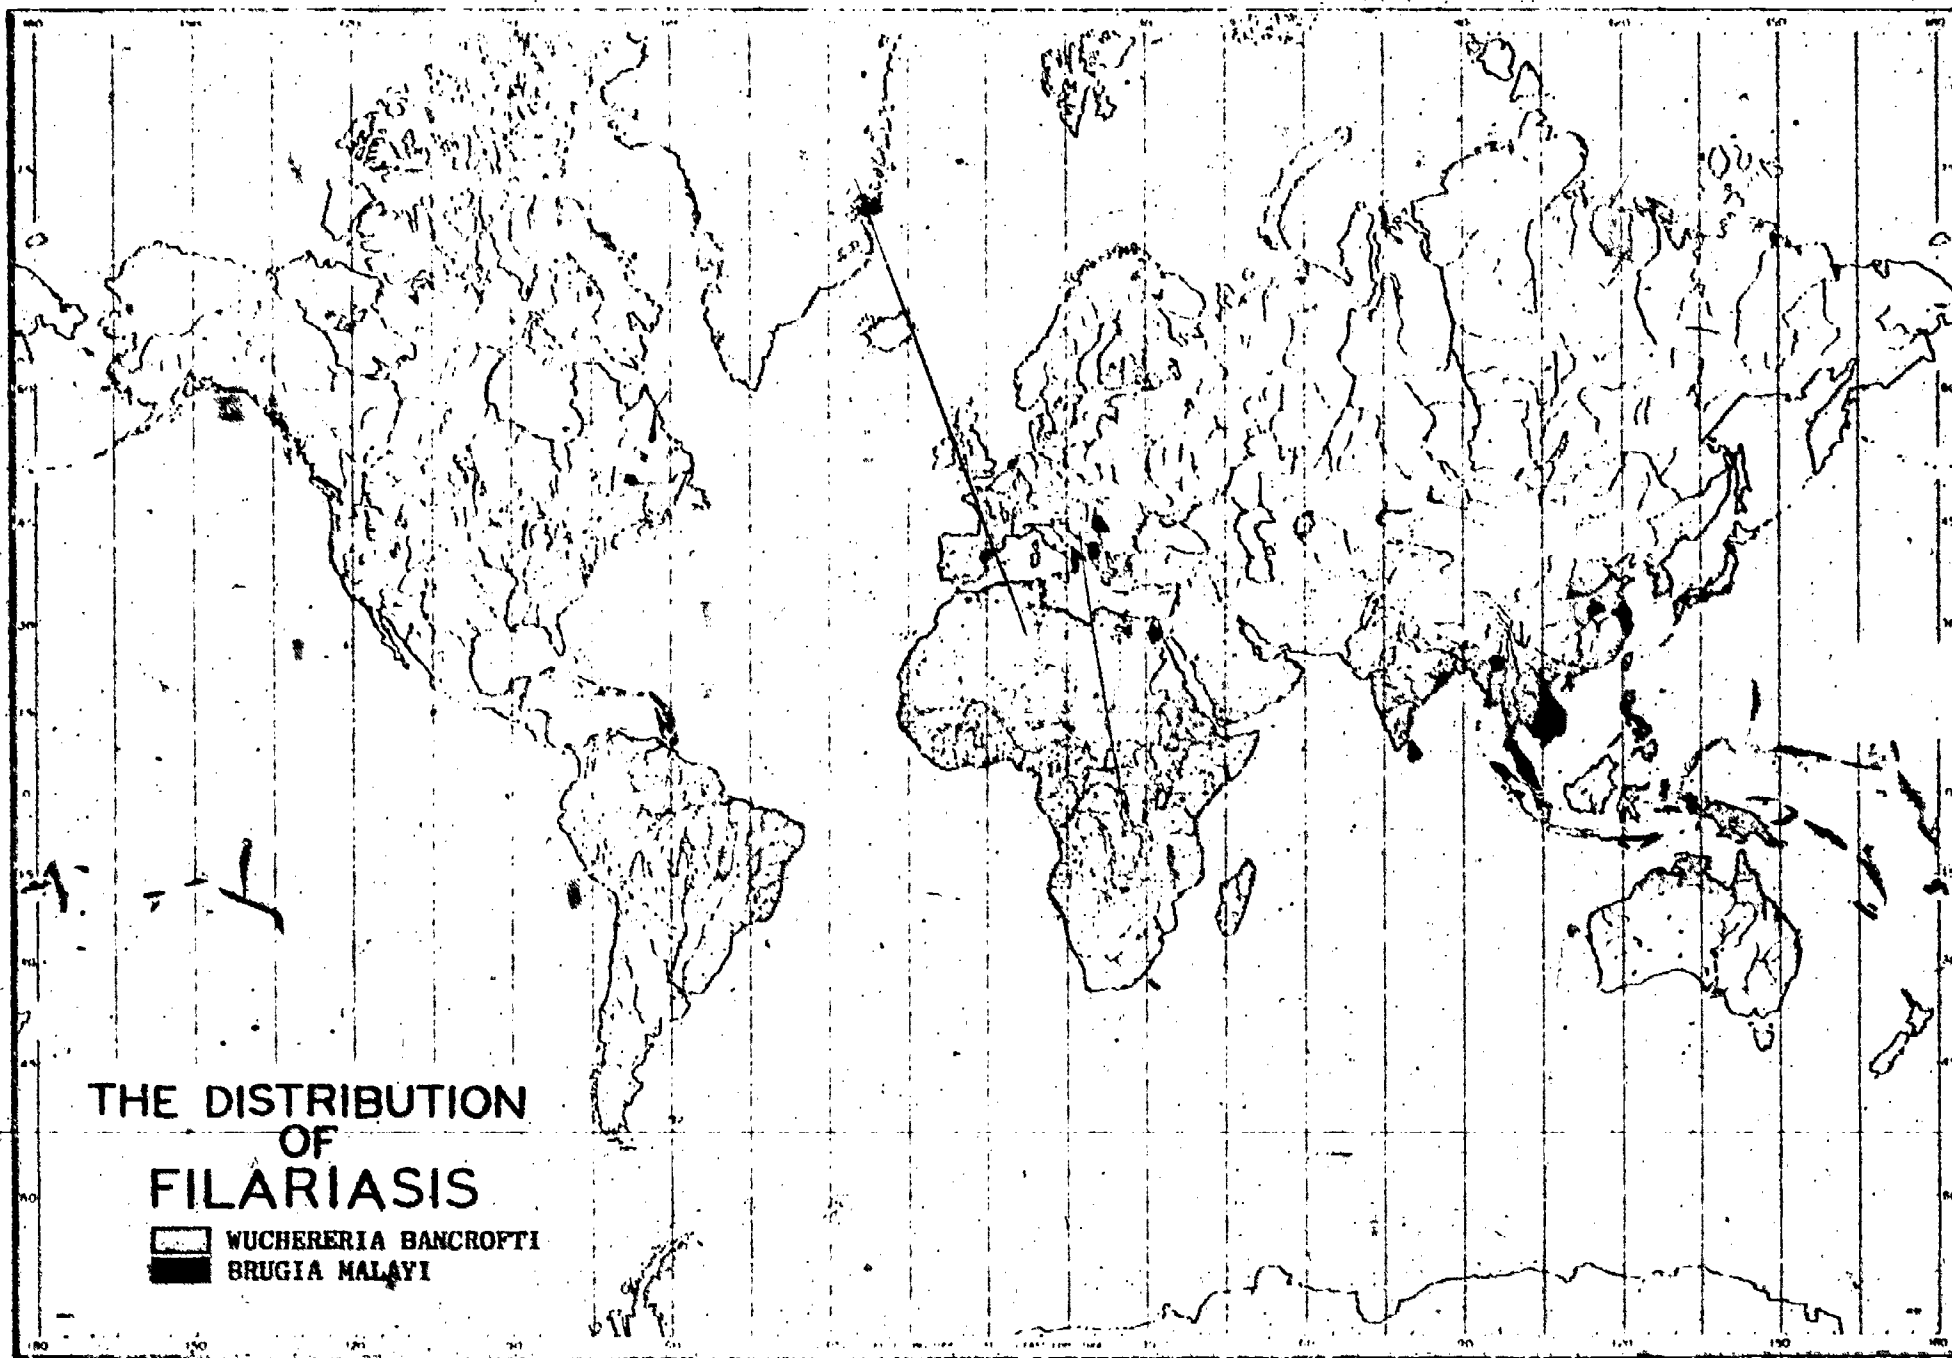 THE DISTRIBUTION
OF
FILARIASIS
WUCHERERIA BANCROFTI
BRUGIA MALAYI